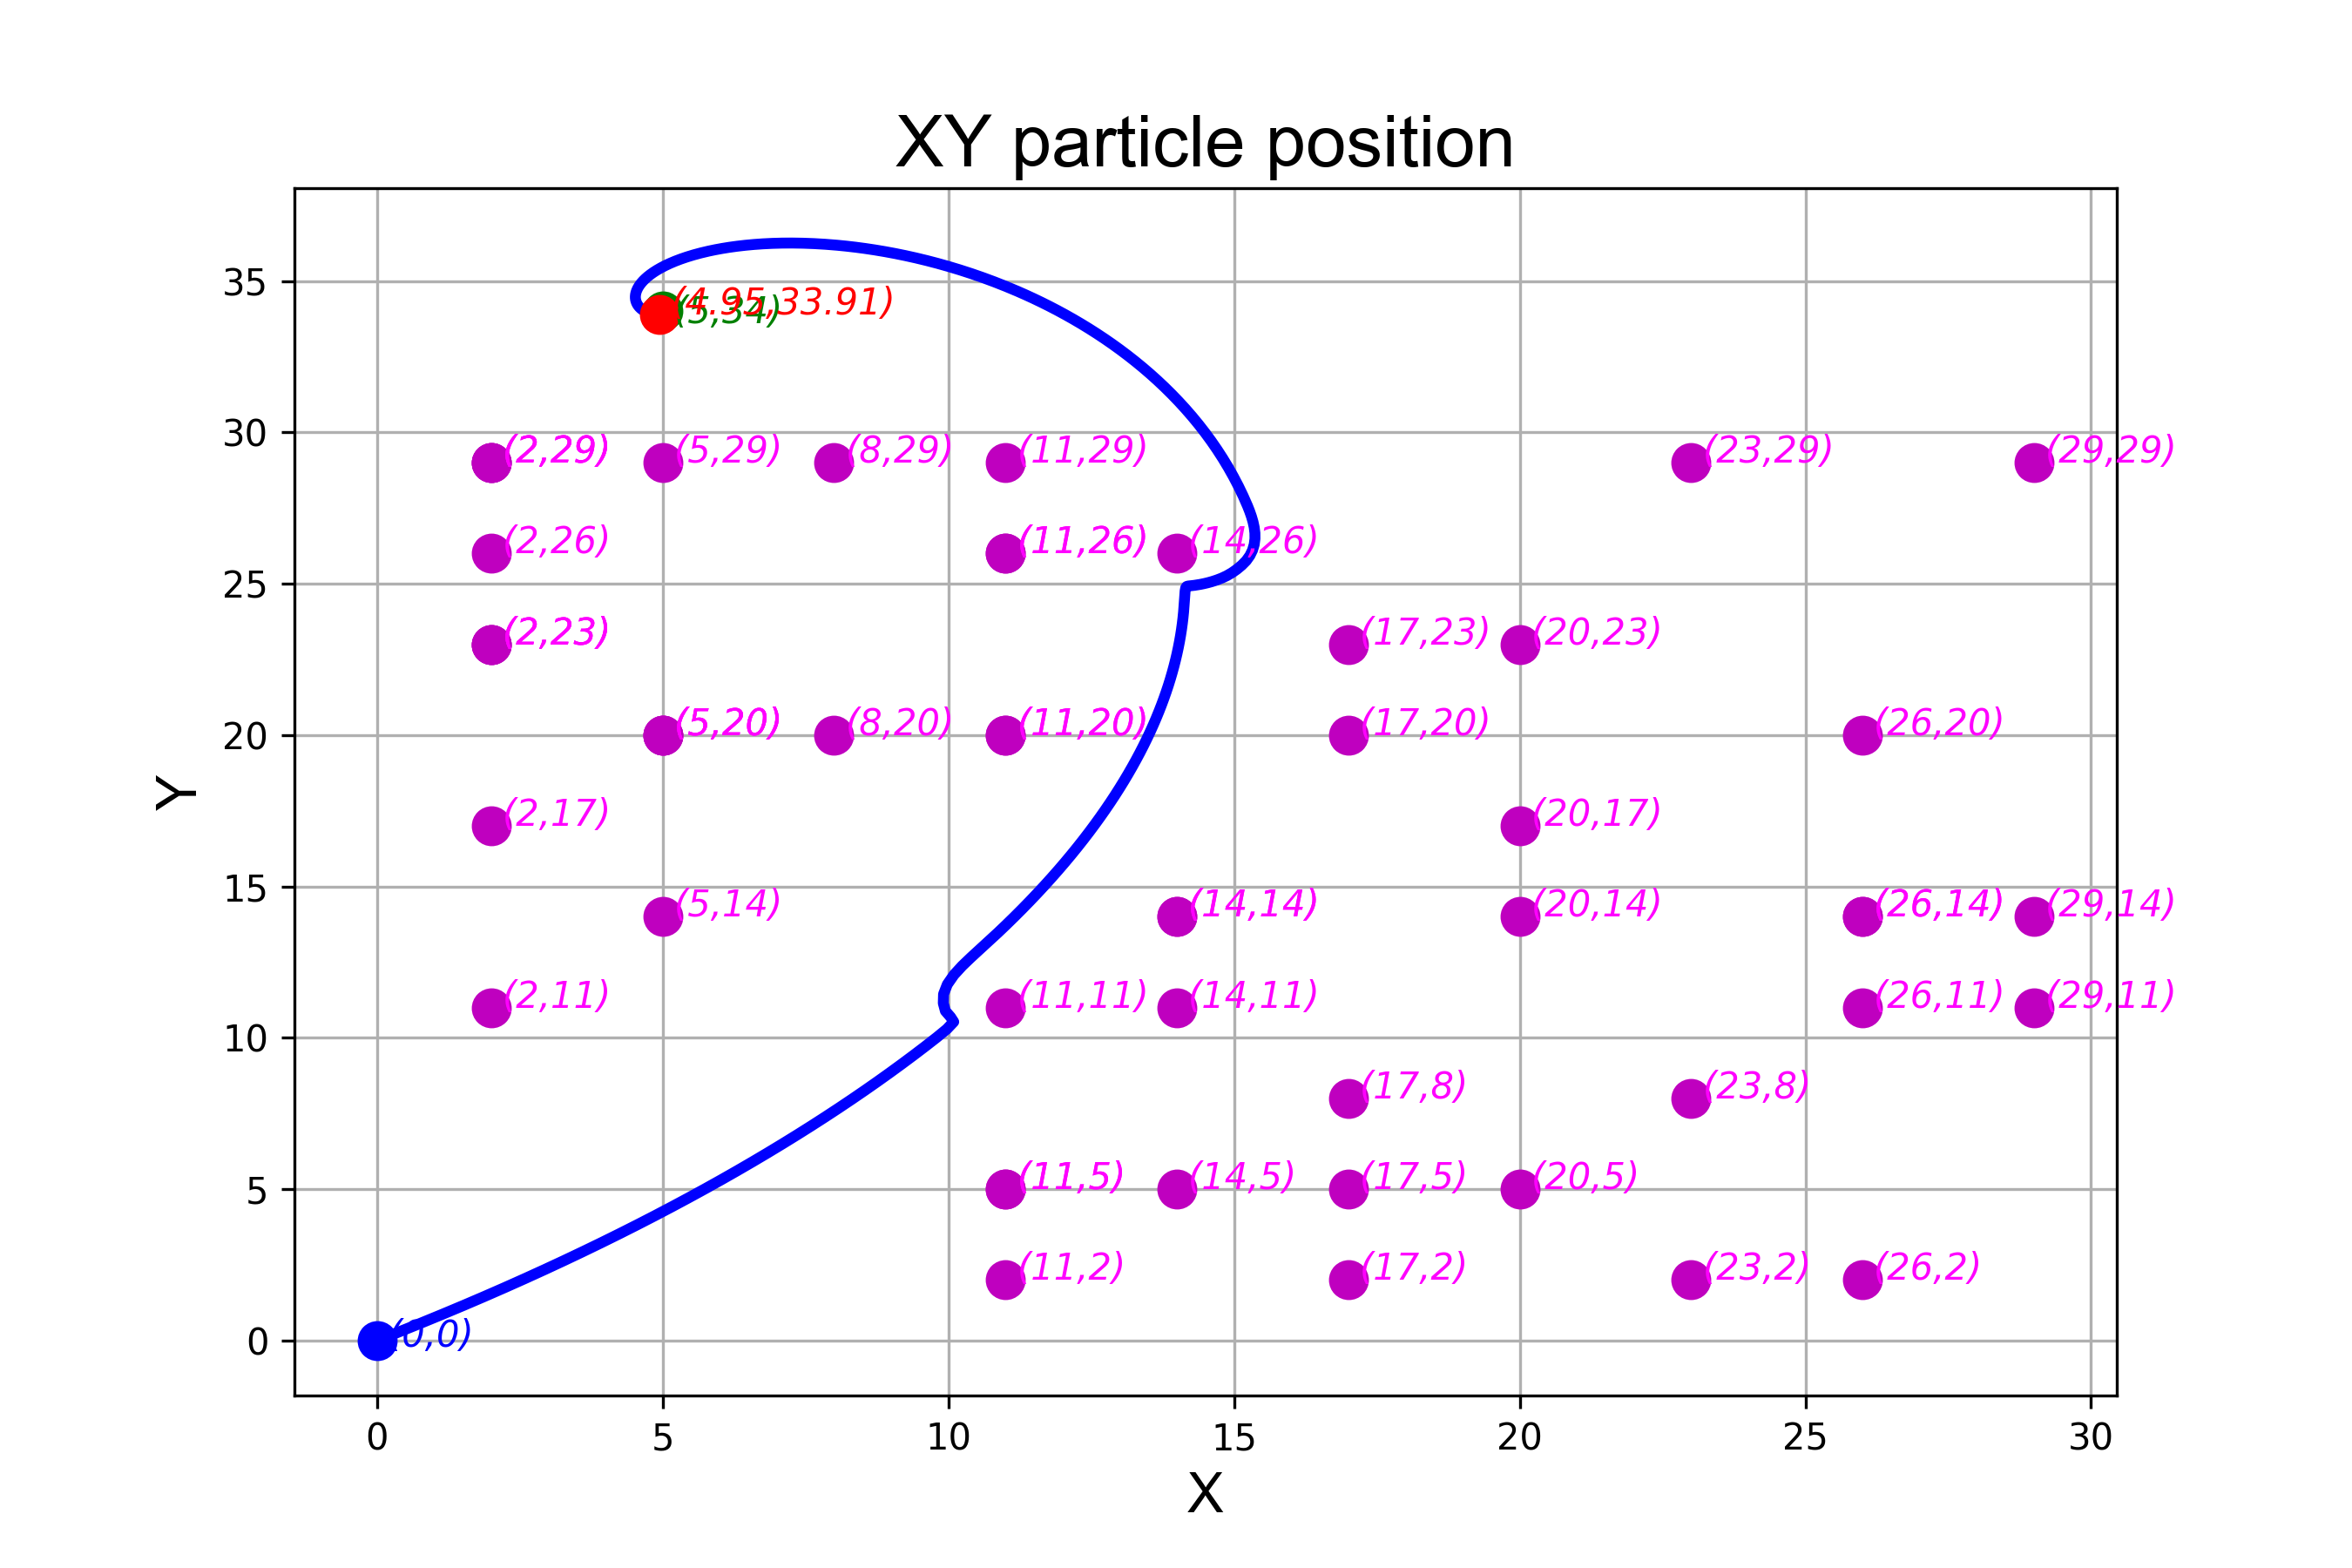 XY particle position
35
(4.95,33.91)
(5,34)
30
(2,29) (5,29) (8,29) (11,29) (23,29) (29,29)
(2,26) (11,26) (14,26)
25
(2,23) (17,23) (20,23)
20
(5,20) (8,20) (11,20) (17,20) (26,20)
Y
(2,17) (20,17)
15
(5,14) (14,14) (20,14) (26,14) (29,14)
(2,11) (11,11) (14,11) (26,11) (29,11)
10
(17,8) (23,8)
5
(11,5) (14,5) (17,5) (20,5)
(11,2) (17,2) (23,2) (26,2)
0
(0,0)
0 5 10 15 20 25 30
X